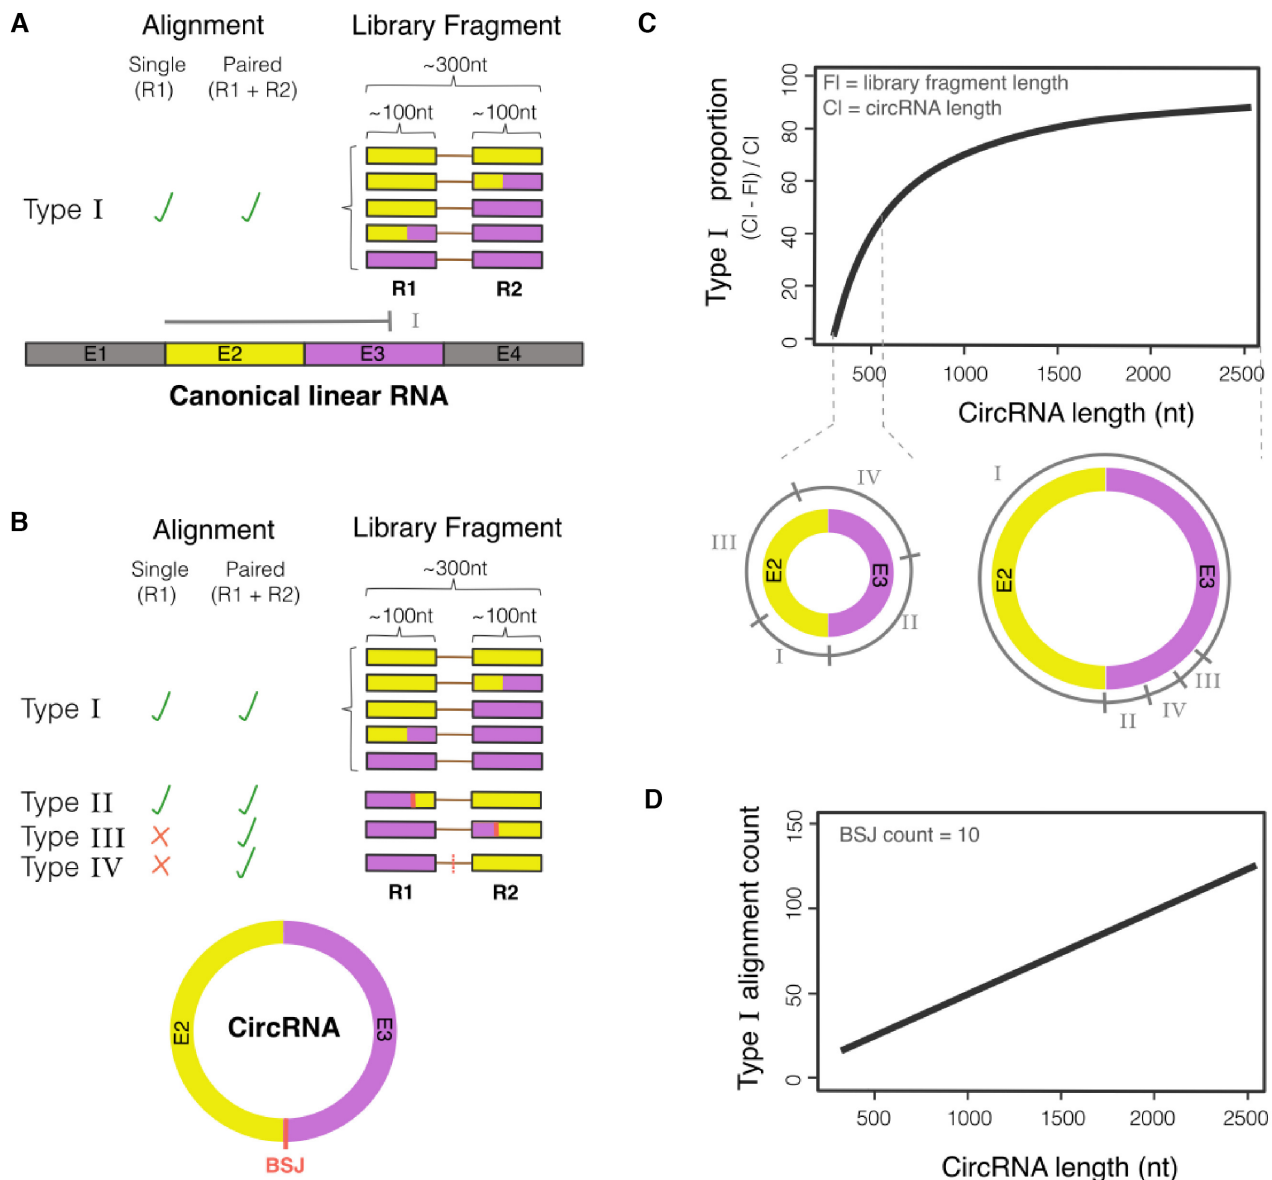 A
Alignment
Library Fragment
Single
(R1)
Paired
(R1 + R2)
~300nt
~100nt
~100nt
Type I
R1
R2
I
E1
E2
E3
E4
Canonical linear RNA
B
Alignment
Library Fragment
Single
(R1)
Paired
(R1 + R2)
~300nt
~100nt
~100nt
Type I
Type II
Type III
Type IV
R1
R2
E2
CircRNA
E3
BSJ
C
Fl = library fragment length
Cl = circRNA length
Type I proportion
(Cl - Fl) / Cl
100
80
60
40
20
0
500
1000
1500
2000
2500
CircRNA length (nt)
IV
III
E2
E3
II
I
I
E2
E3
III
IV
II
D
BSJ count = 10
Type I alignment count
150
100
50
0
500
1000
1500
2000
2500
CircRNA length (nt)